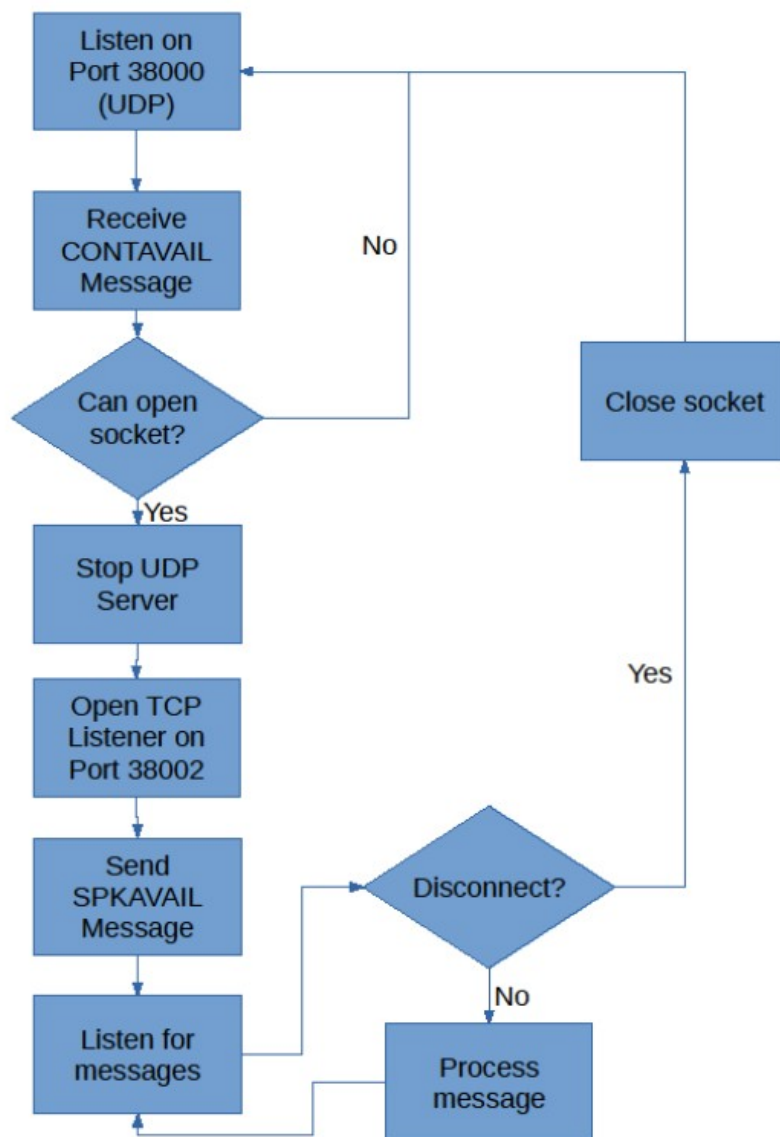 Listen on
Port 38000
(UDP)
Receive
CONTAVAIL
Message
No
Can open
socket?
Close socket
Yes
Stop UDP
Server
Yes
Open TCP
Listener on
Port 38002
Send
SPKAVAIL
Message
Disconnect?
No
Listen for
messages
Process
message